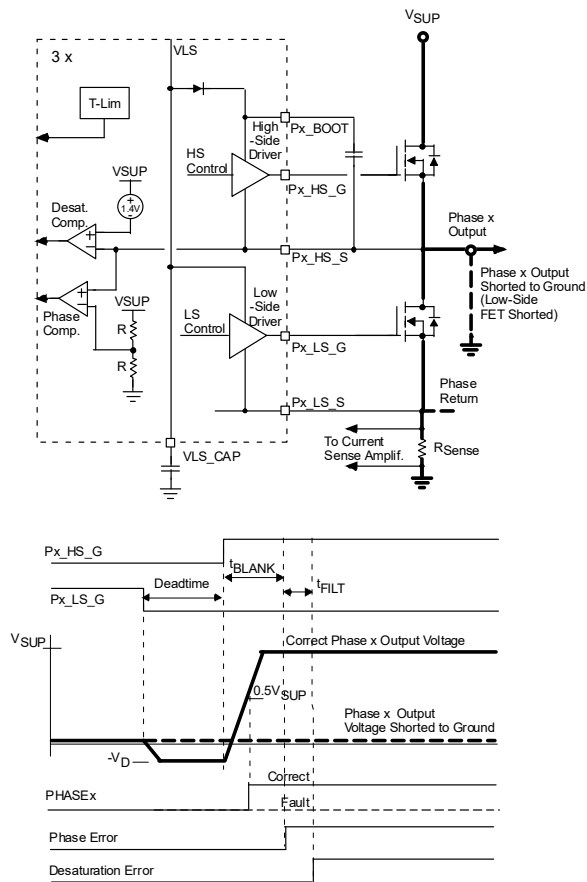 V_SUP
VLS
3 x
T-Lim
High
-Side
Driver
Px_BOOT
HS
Control
VSUP
Px_HS_G
Desat.
Comp.
+
1.4V
-
+
-
Phase x
Output
Px_HS_S
Phase x Output
Shorted to Ground
(Low-Side
FET Shorted)
+
-
VSUP
Phase
Comp.
R
R
LS
Control
Low-
Side
Driver
Px_LS_G
Phase
Return
Px_LS_S
To Current
Sense Amplif.
RSense
VLS_CAP
Px_HS_G
tBLANK
Deadtime
tFILT
Px_LS_G
VSUP
Correct Phase x Output Voltage
0.5VSUP
Phase x Output
Voltage Shorted to Ground
-VD
Correct
PHASEx
Fault
Phase Error
Desaturation Error